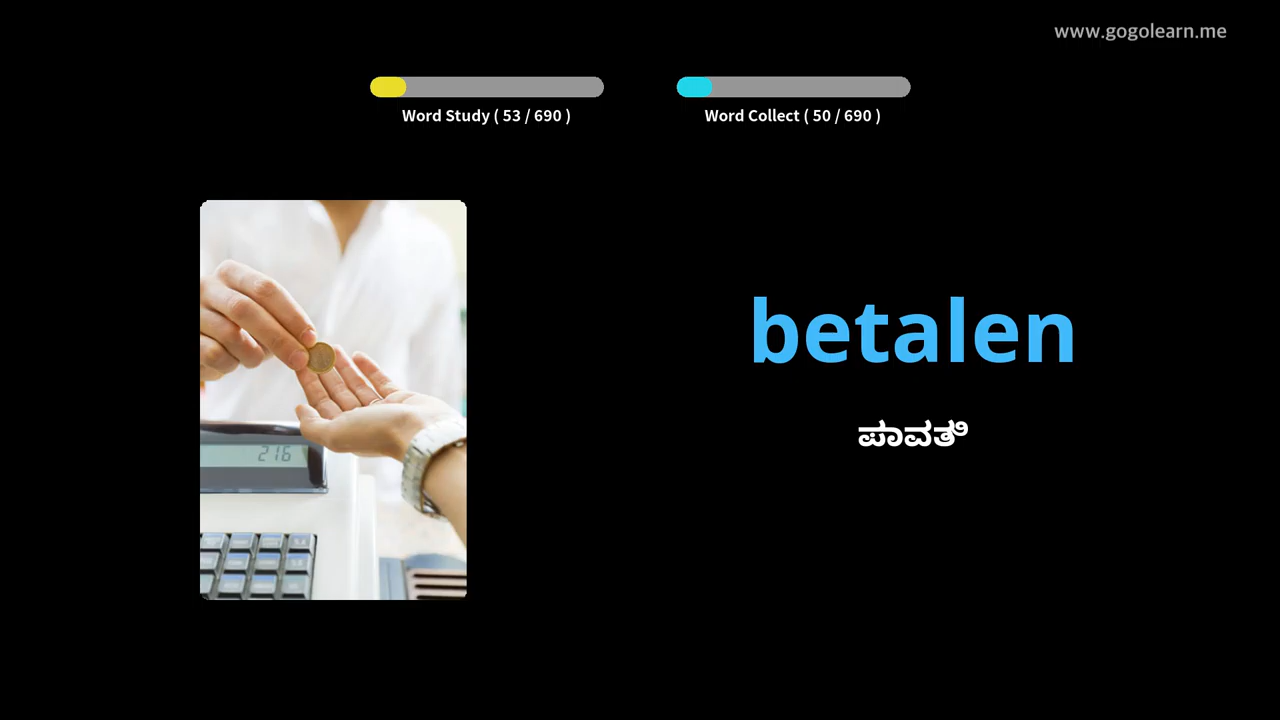 www.gogolearn.me
Word Study ( 53 / 690 )
Word Collect ( 50 / 690 )
216
betalen
ಪಾವತಿ